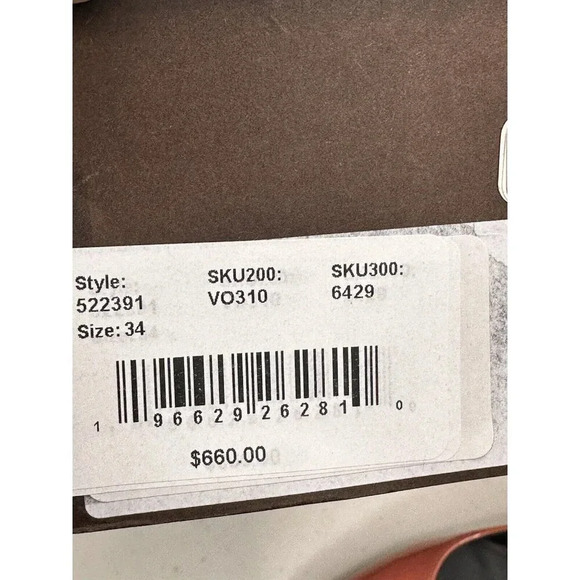 Style: SKU200: SKU300:
522391 VO310 6429
Size: 34
1 96629 26281 0
$660.00